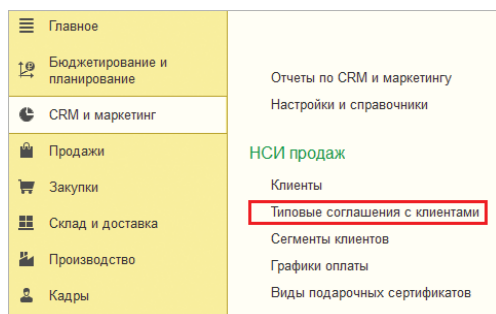 Главное
Бюджетирование и
планирование
CRM и маркетинг
Продажи
Закупки
Склад и доставка
Производство
Кадры
Отчеты по CRM и маркетингу
Настройки и справочники
НСИ продаж
Клиенты
Типовые соглашения с клиентами
Сегменты клиентов
Графики оплаты
Виды подарочных сертификатов